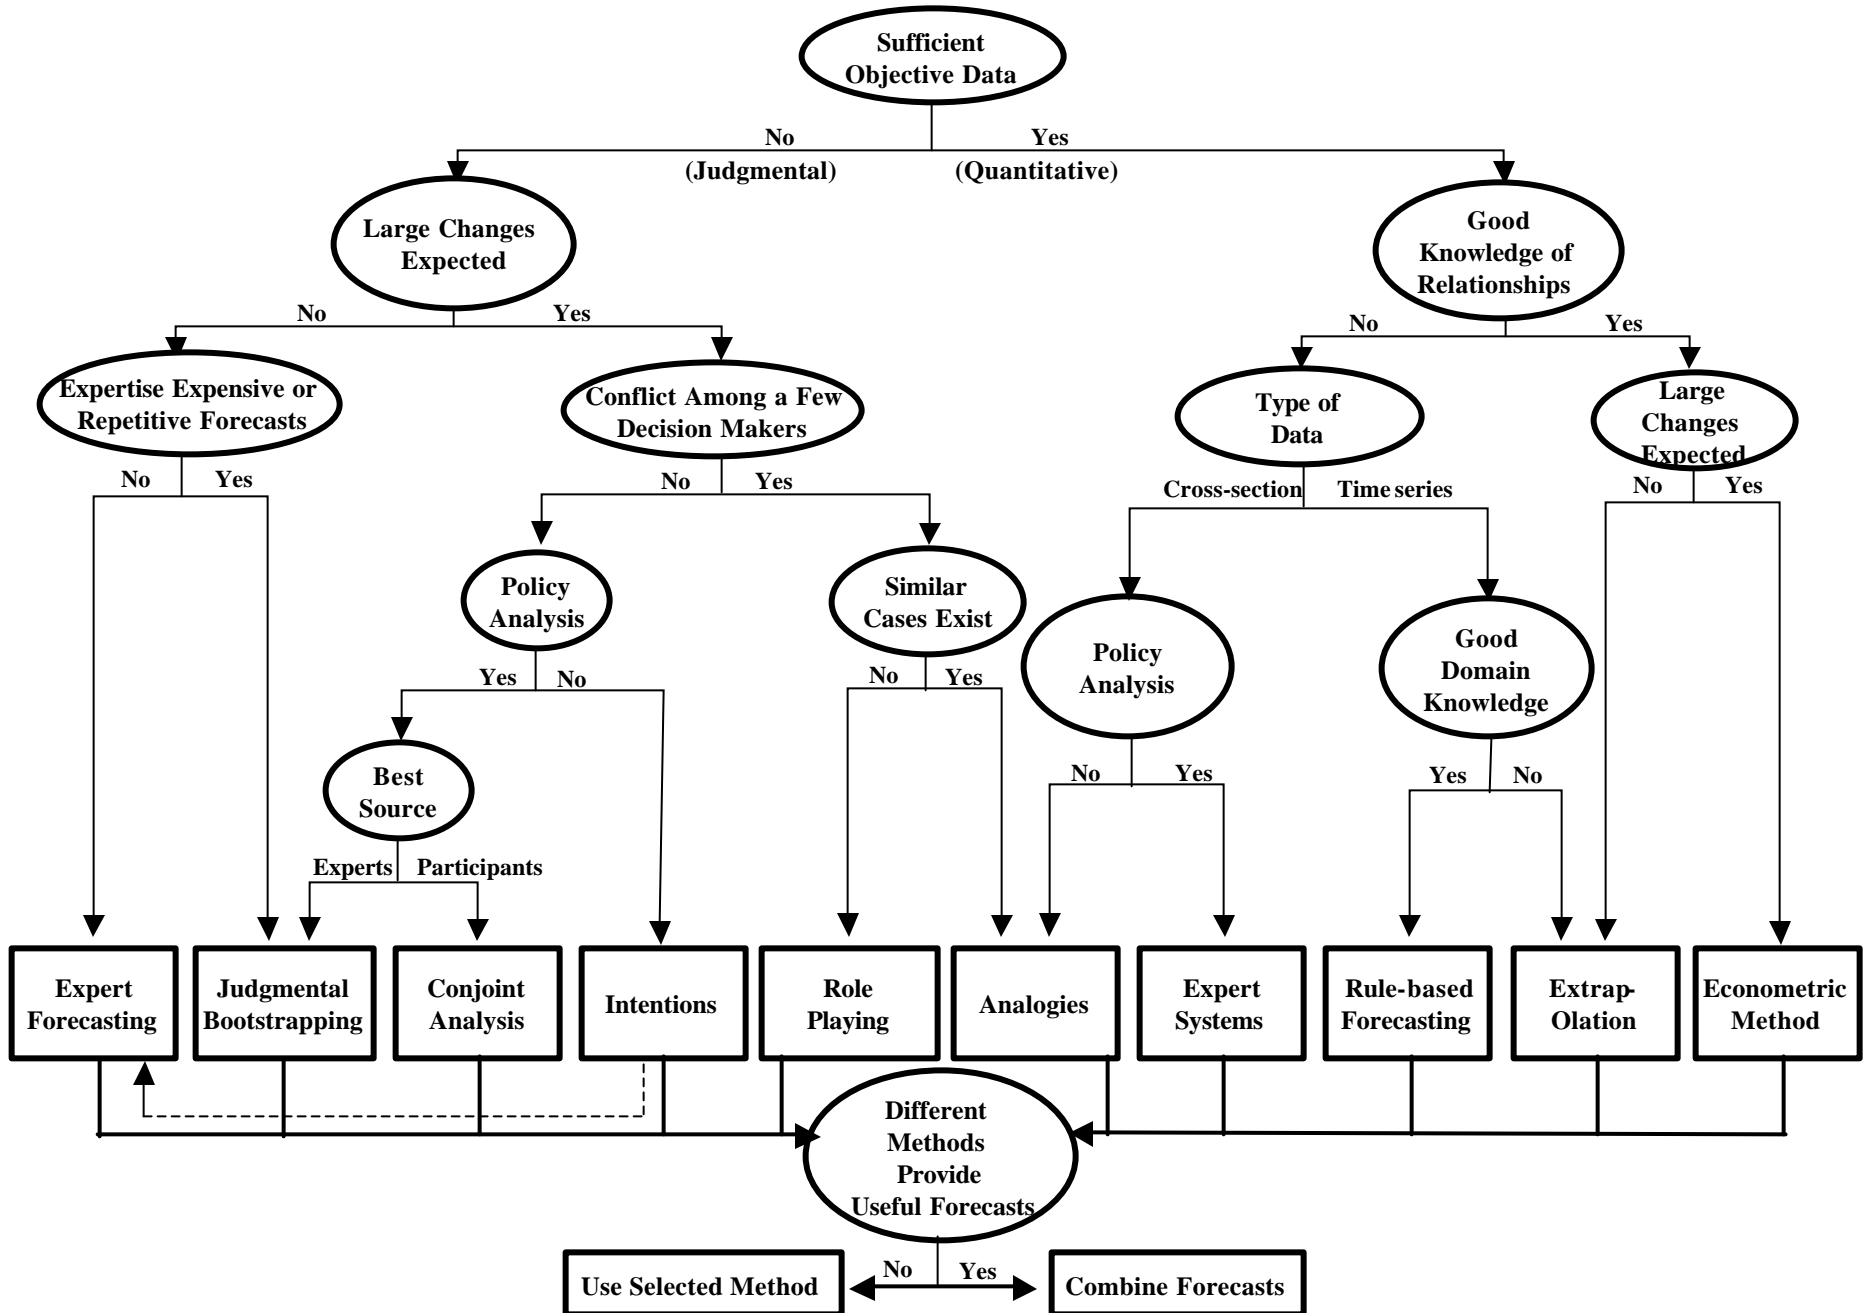 Sufficient
Objective Data
No
Yes
(Judgmental)
(Quantitative)
Large Changes
Expected
Good
Knowledge of
Relationships
No
Yes
No
Yes
Expertise Expensive or
Repetitive Forecasts
Conflict Among a Few
Decision Makers
Type of
Data
Large
Changes
Expected
No
Yes
No
Yes
Cross-section
Time series
No
Yes
Policy
Analysis
Similar
Cases Exist
Policy
Analysis
Good
Domain
Knowledge
Yes
No
No
Yes
Best
Source
No
Yes
Yes
No
Experts
Participants
Expert
Forecasting
Judgmental
Bootstrapping
Conjoint
Analysis
Intentions
Role
Playing
Analogies
Expert
Systems
Rule-based
Forecasting
Extrap-
Olation
Econometric
Method
Different
Methods
Provide
Useful Forecasts
No
Yes
Use Selected Method
Combine Forecasts